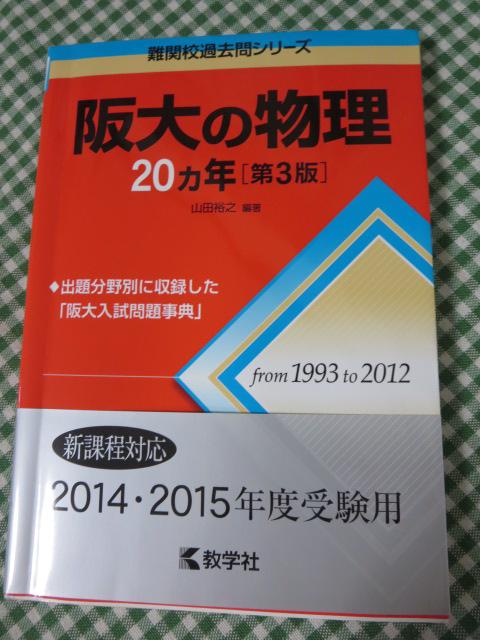 難関校過去問シリーズ
阪大の物理
20カ年[第3版]
山田裕之 編著
◆出題分野別に収録した
「阪大入試問題事典」
from 1993 to 2012
新課程対応
2014・2015年度受験用
教学社